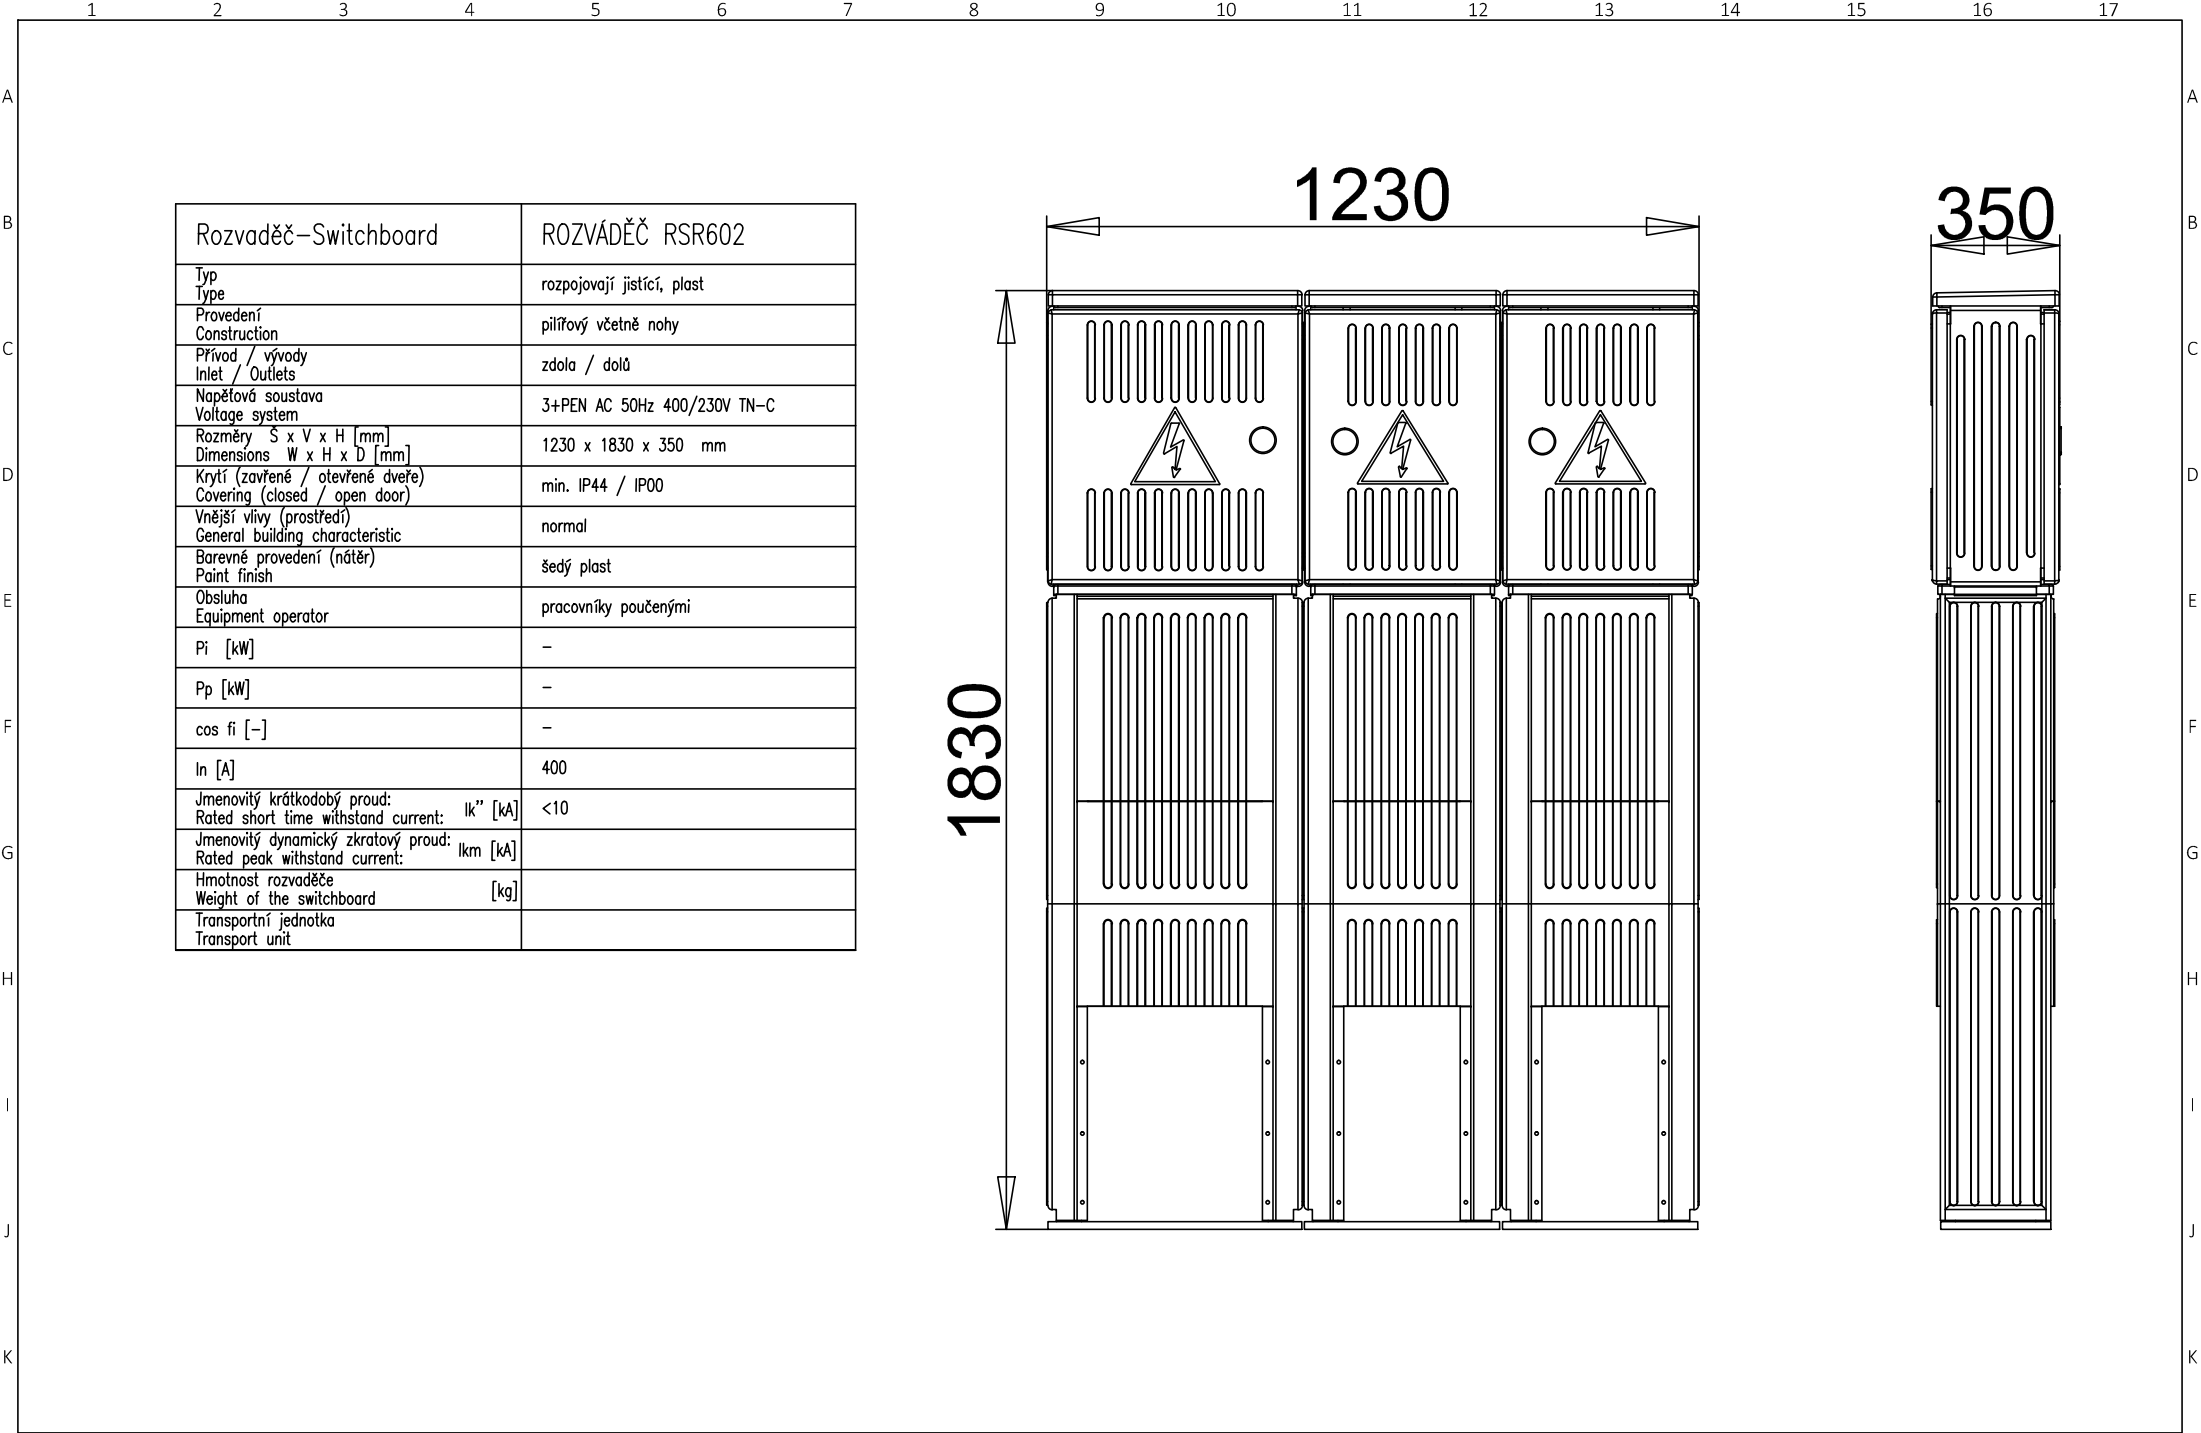 1 2 3 4 5 6 7 8 9 10 11 12 13 14 15 16 17
A A
B B
C C
D D
E E
F F
G G
H H
I I
J J
K K
Rozvaděč-Switchboard ROZVÁDĚČ RSR602
Typ
Type
rozpojovají jistící, plast
Provedení
Construction
pilířový včetně nohy
Přívod / vývody
Inlet / Outlets
zdola / dolů
Napěťová soustava
Voltage system
3+PEN AC 50Hz 400/230V TN-C
Rozměry Š x V x H [mm]
Dimensions W x H x D [mm]
1230 x 1830 x 350 mm
Krytí (zavřené / otevřené dveře)
Covering (closed / open door)
min. IP44 / IP00
Vnější vlivy (prostředí)
General building characteristic
normal
Barevné provedení (nátěr)
Paint finish
šedý plast
Obsluha
Equipment operator
pracovníky poučenými
Pi [kW] -
Pp [kW] -
cos fi [-] -
In [A] 400
Jmenovitý krátkodobý proud:
Rated short time withstand current:
Ik'' [kA] <10
Jmenovitý dynamický zkratový proud:
Rated peak withstand current:
Ikm [kA]
Hmotnost rozvaděče
Weight of the switchboard
[kg]
Transportní jednotka
Transport unit
1230
350
1830